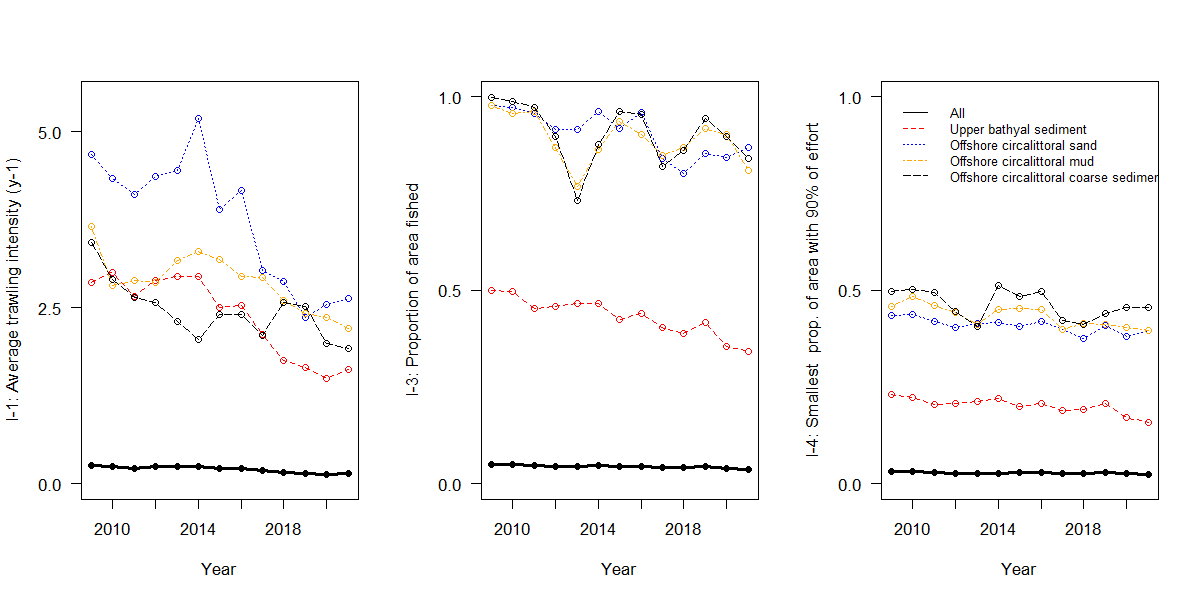 I-1: Average trawling intensity (y-1)
5.0
2.5
0.0
2010
2014
2018
Year
I-3: Proportion of area fished
1.0
0.5
0.0
2010
2014
2018
Year
I-4: Smallest prop. of area with 90% of effort
1.0
0.5
0.0
All
Upper bathyal sediment
Offshore circalittoral sand
Offshore circalittoral mud
Offshore circalittoral coarse sedimer
2010
2014
2018
Year